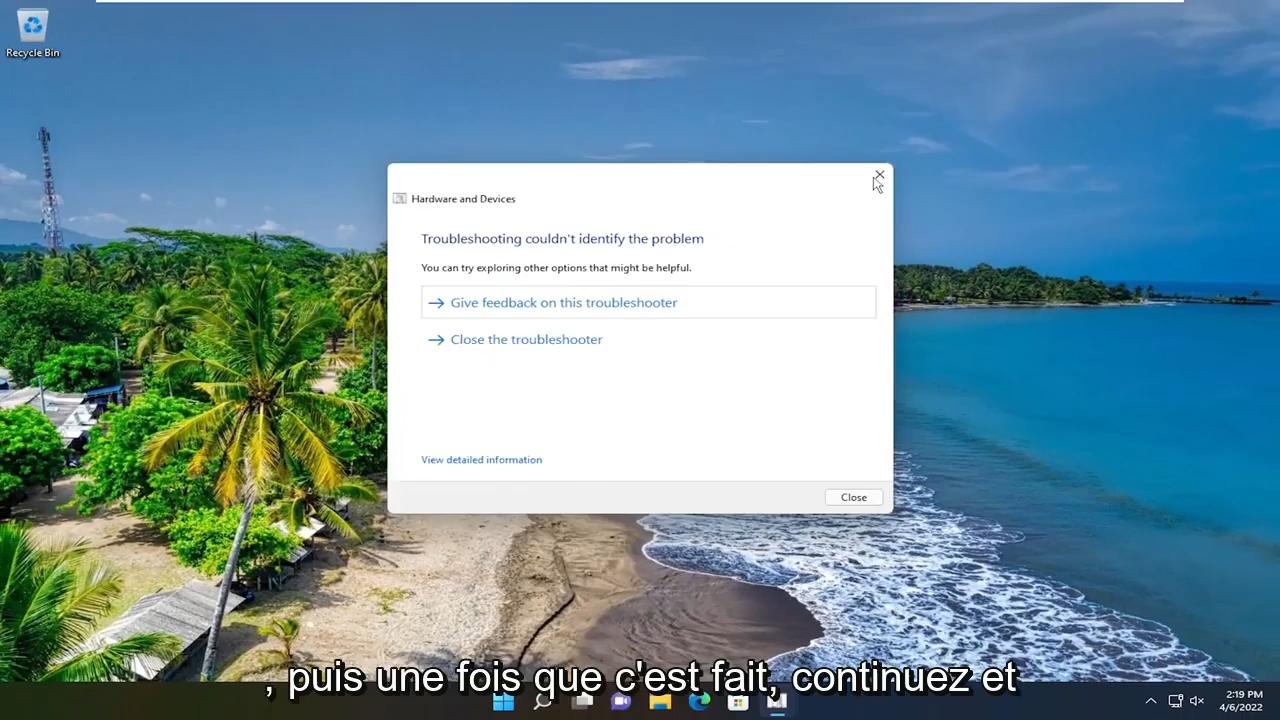 Recycle Bin
Hardware and Devices
Troubleshooting couldn't identify the problem
You can try exploring other options that might be helpful.
Give feedback on this troubleshooter
Close the troubleshooter
View detailed information
Close
, puis une fois que c'est fait, continuez et
2:19 PM
4/6/2022